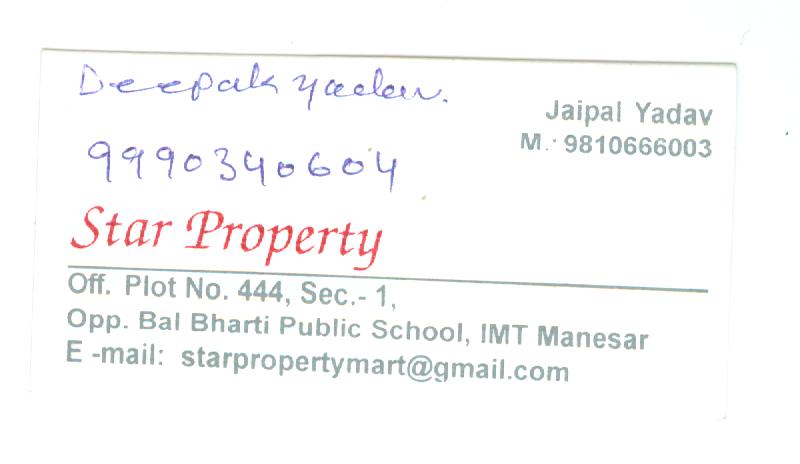 Deepak Yadav.
Jaipal Yadav
M. 9810666003
9990340604
Star Property
Off. Plot No. 444, Sec.- 1,
Opp. Bal Bharti Public School, IMT Manesar
E -mail: starpropertymart@gmail.com